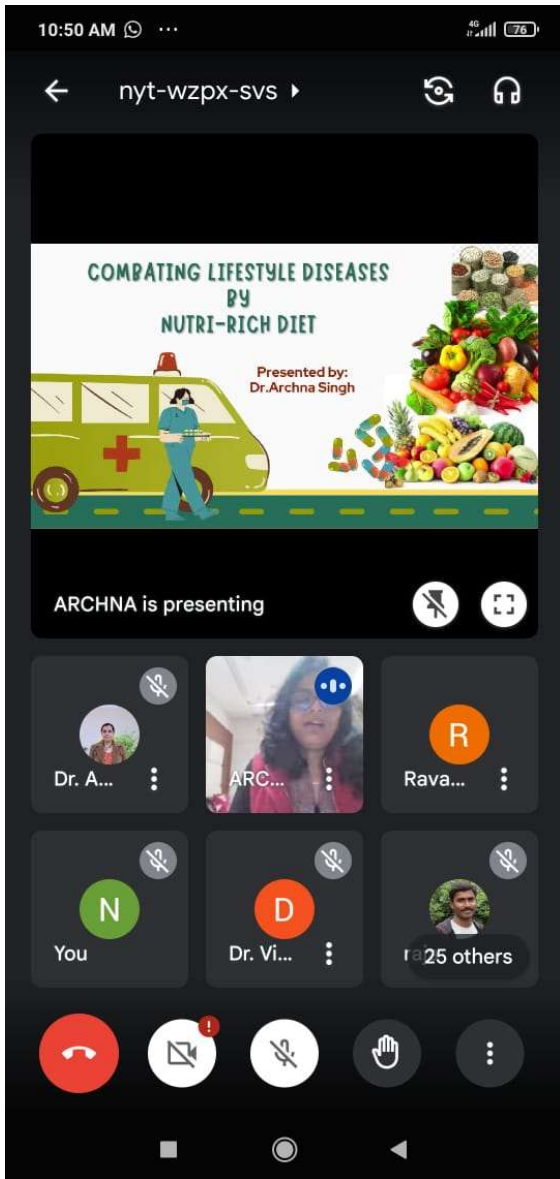 10:50 AM
4G
76
nyt-wzpx-svs
COMBATING LIFESTYLE DISEASES
BY
NUTRI-RICH DIET
Presented by:
Dr.Archna Singh
ARCHNA is presenting
Dr. A...
ARC...
R
Rava...
N
You
D
Dr. Vi...
25 others